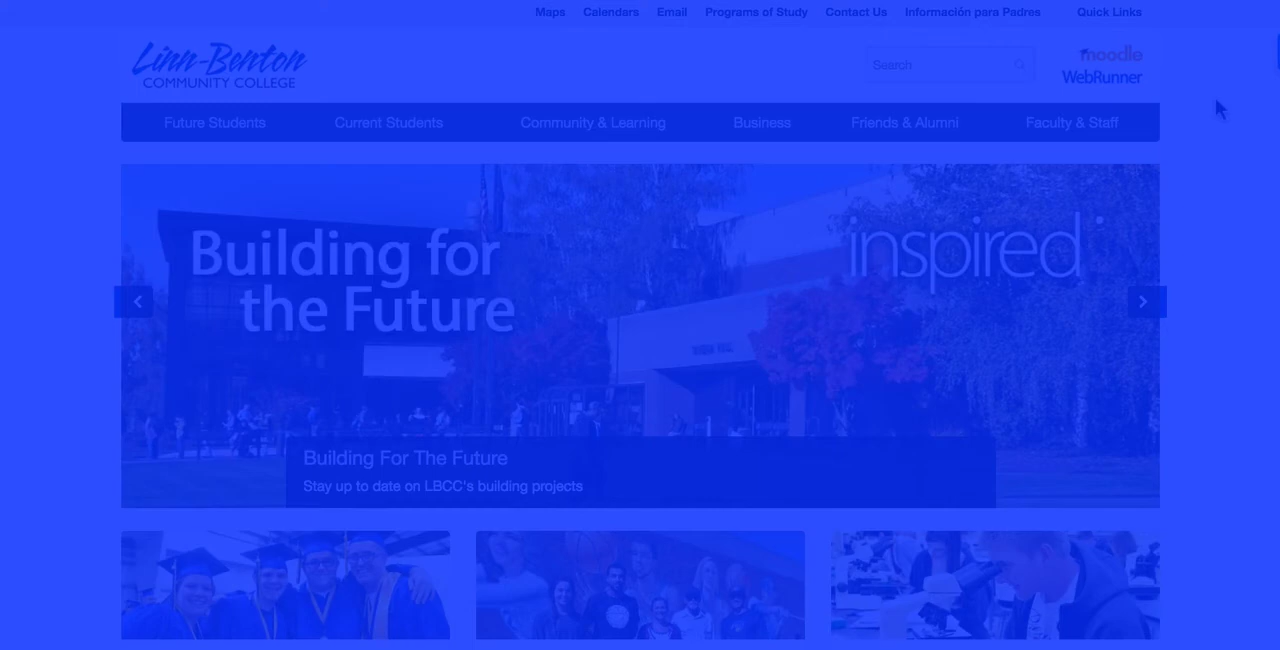 Maps Calendars Email Programs of Study Contact Us Información para Padres Quick Links
Linn-Benton
COMMUNITY COLLEGE
Search
moodle
WebRunner
Future Students Current Students Community & Learning Business Friends & Alumni Faculty & Staff
Building for
the Future
inspired
Building For The Future
Stay up to date on LBCC's building projects